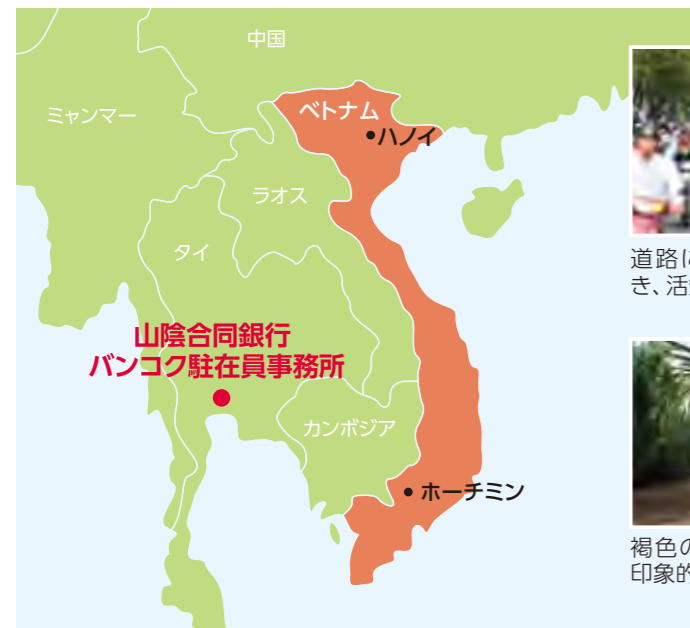 中国
ミャンマー
ベトナム
ハノイ
ラオス
タイ
山陰合同銀行
バンコク駐在員事務所
カンボジア
ホーチミン
道路に
き、活
褐色の
印象的